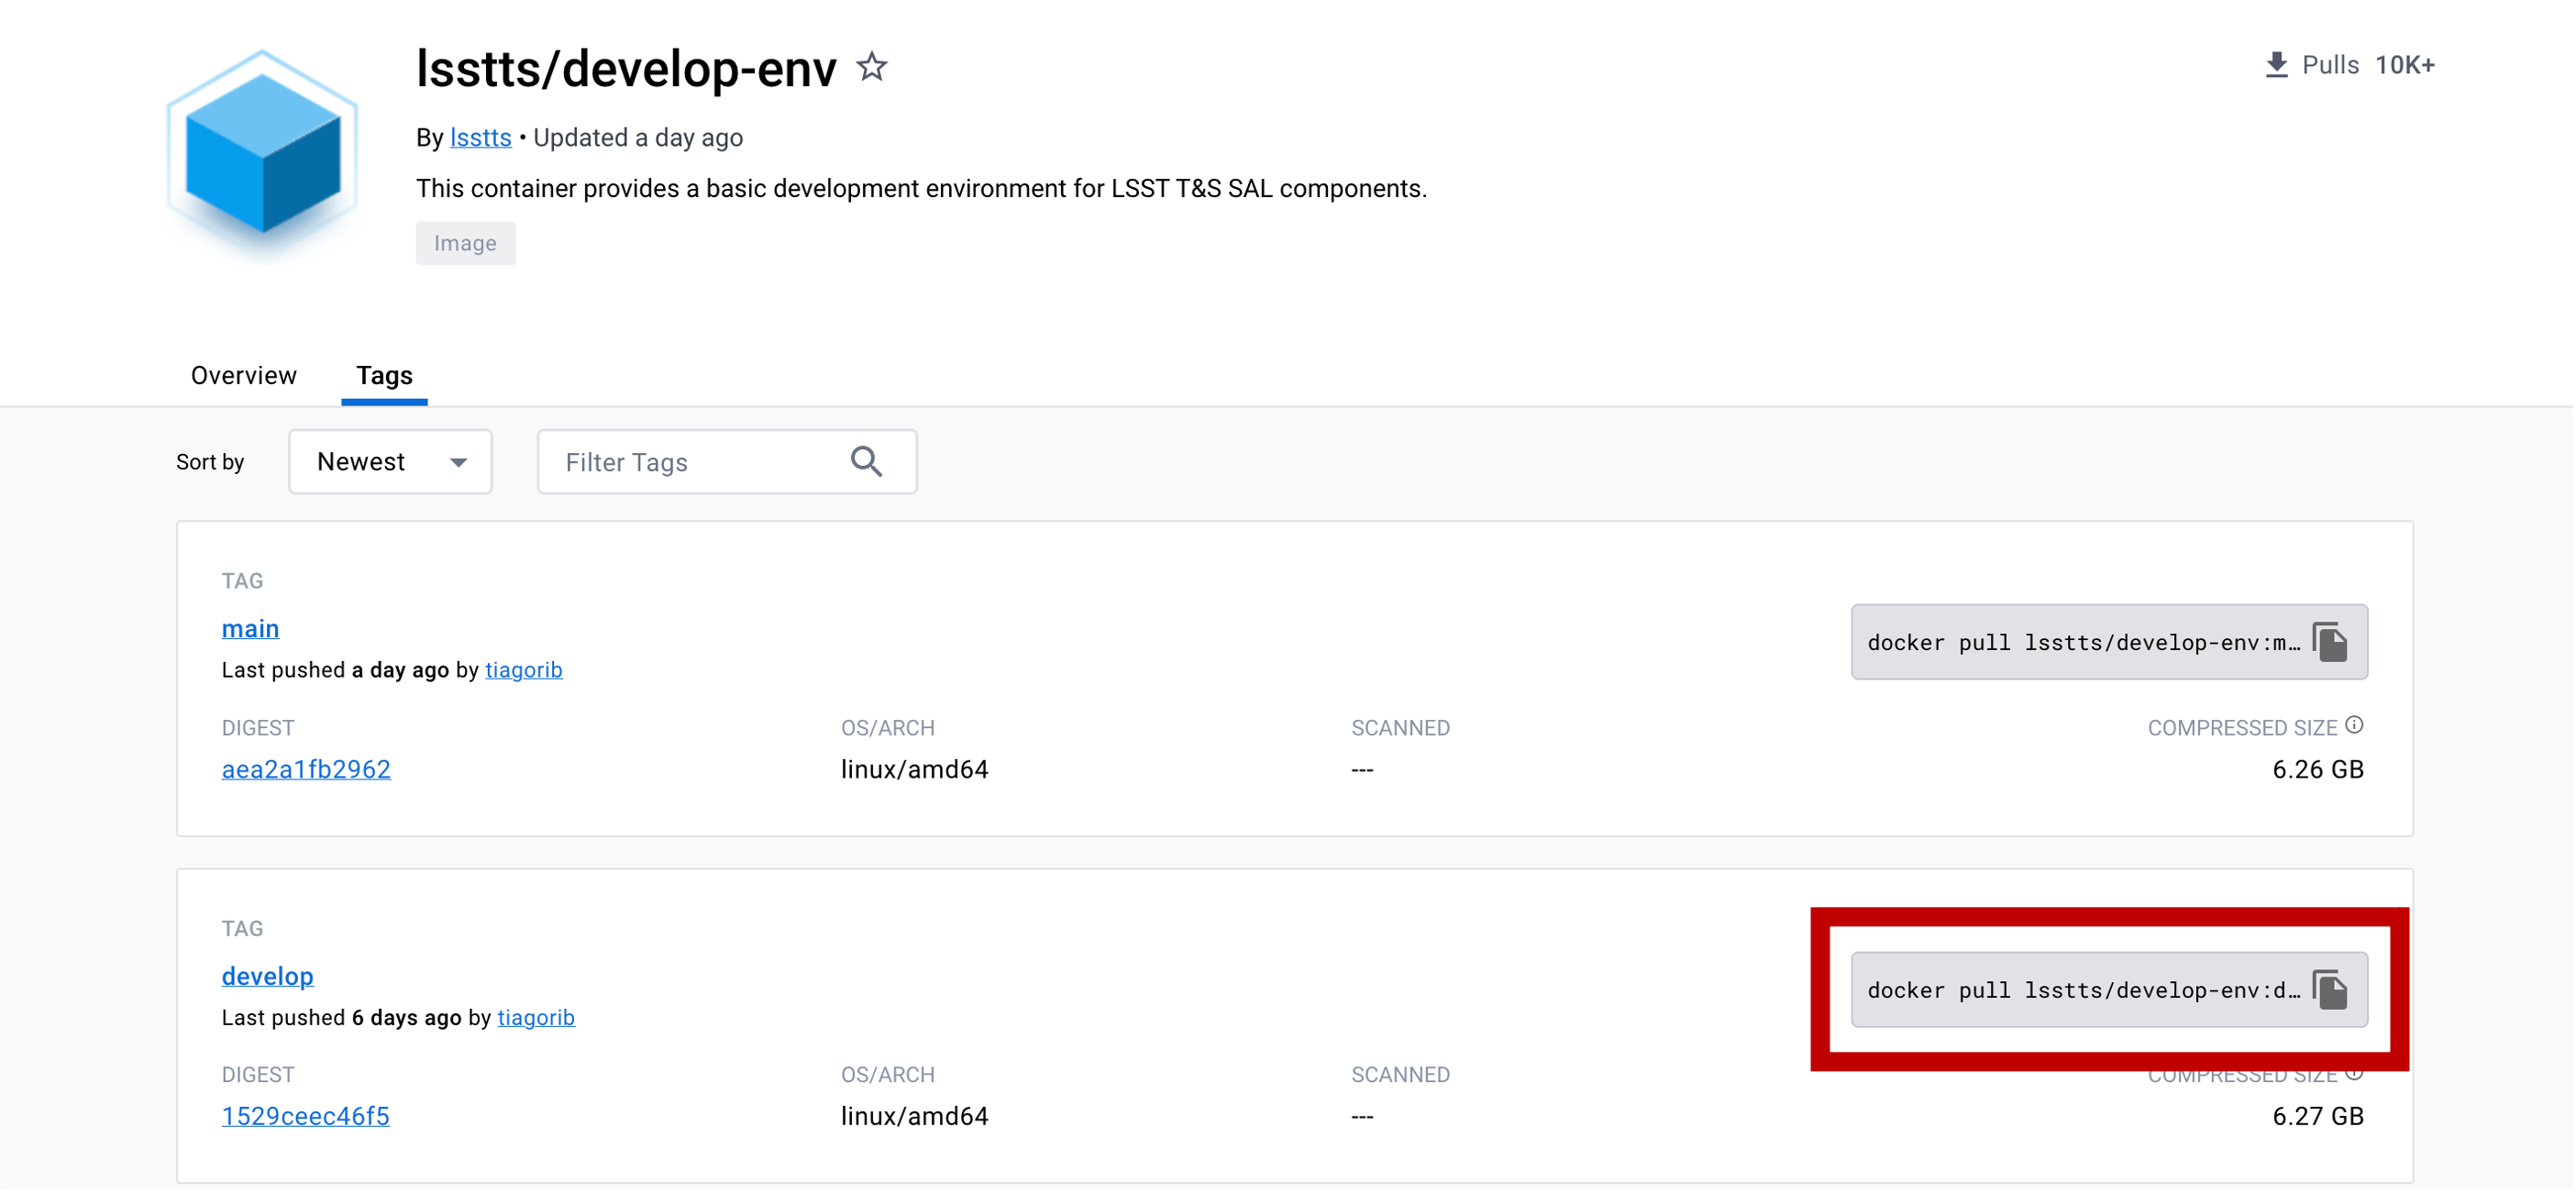 lsstts/develop-env
Pulls 10K+
By lsstts • Updated a day ago
This container provides a basic development environment for LSST T&S SAL components.
Image
Overview Tags
Sort by Newest Filter Tags
TAG
main
docker pull lsstts/develop-env:m...
Last pushed a day ago by tiagorib
DIGEST OS/ARCH SCANNED COMPRESSED SIZE
aea2a1fb2962 linux/amd64 --- 6.26 GB
TAG
develop
docker pull lsstts/develop-env:d...
Last pushed 6 days ago by tiagorib
DIGEST OS/ARCH SCANNED COMPRESSED SIZE
1529ceec46f5 linux/amd64 --- 6.27 GB